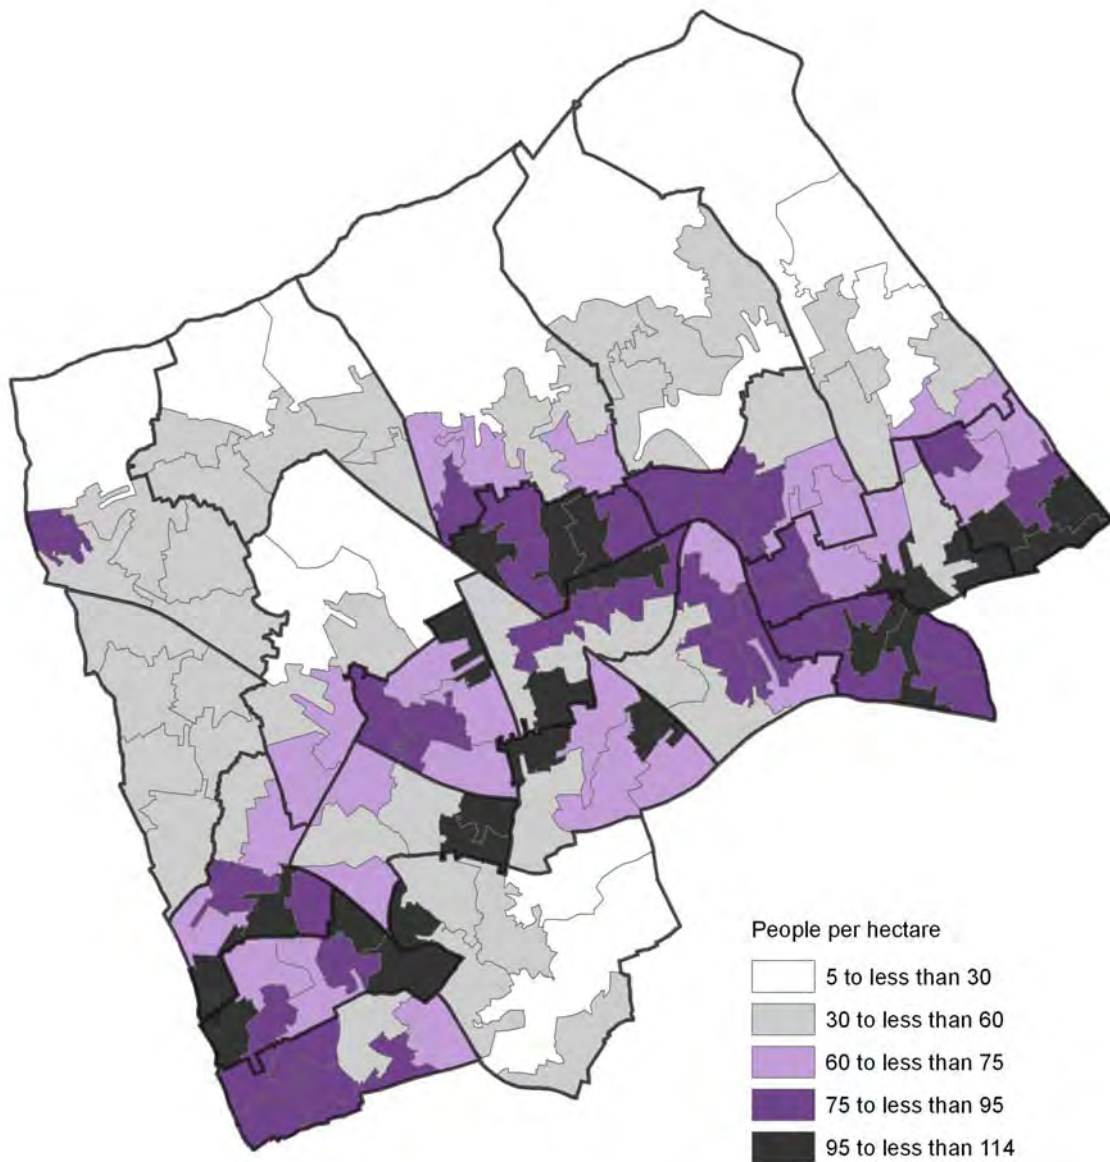 People per hectare
5 to less than 30
30 to less than 60
60 to less than 75
75 to less than 95
95 to less than 114